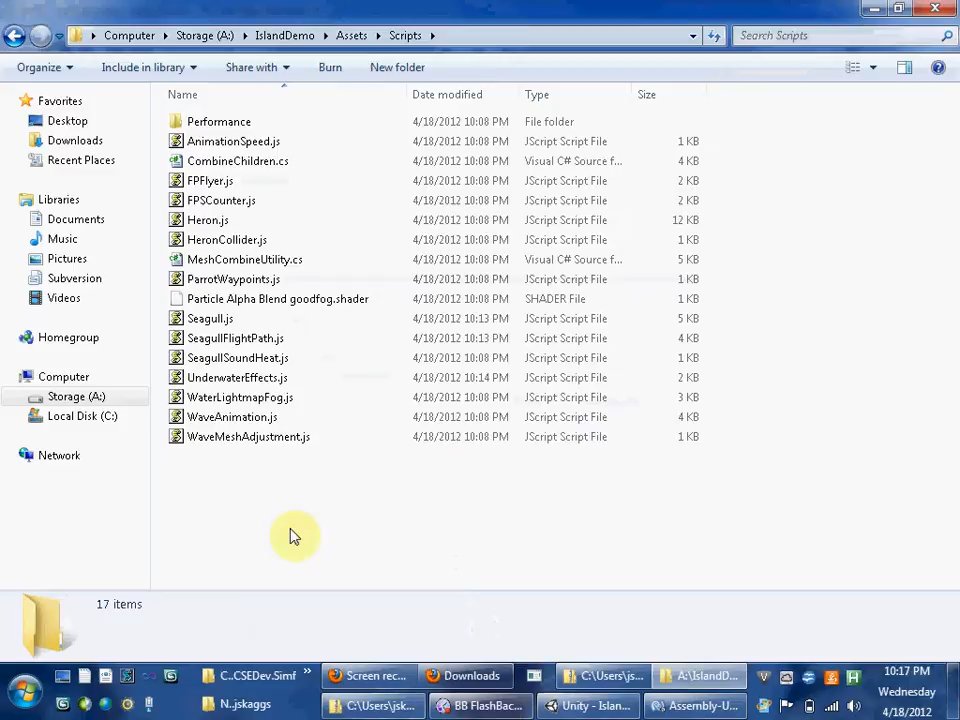 Computer Storage (A:) IslandDemo Assets Scripts
Search Scripts
Organize Include in library Share with Burn New folder
Name Date modified Type Size
Favorites
Desktop
Downloads
Recent Places
Libraries
Documents
Music
Pictures
Subversion
Videos
Homegroup
Computer
Storage (A:)
Local Disk (C:)
Network
Performance 4/18/2012 10:08 PM File folder
AnimationSpeed.js 4/18/2012 10:08 PM JScript Script File 1 KB
CombineChildren.cs 4/18/2012 10:08 PM Visual C# Source f... 4 KB
FPFlyer.js 4/18/2012 10:08 PM JScript Script File 2 KB
FPSCounter.js 4/18/2012 10:08 PM JScript Script File 2 KB
Heron.js 4/18/2012 10:08 PM JScript Script File 12 KB
HeronCollider.js 4/18/2012 10:08 PM JScript Script File 1 KB
MeshCombineUtility.cs 4/18/2012 10:08 PM Visual C# Source f... 5 KB
ParrotWaypoints.js 4/18/2012 10:08 PM JScript Script File 1 KB
Particle Alpha Blend goodfog.shader 4/18/2012 10:08 PM SHADER File 1 KB
Seagull.js 4/18/2012 10:13 PM JScript Script File 5 KB
SeagullFlightPath.js 4/18/2012 10:13 PM JScript Script File 4 KB
SeagullSoundHeat.js 4/18/2012 10:08 PM JScript Script File 1 KB
UnderwaterEffects.js 4/18/2012 10:14 PM JScript Script File 2 KB
WaterLightmapFog.js 4/18/2012 10:08 PM JScript Script File 3 KB
WaveAnimation.js 4/18/2012 10:08 PM JScript Script File 4 KB
WaveMeshAdjustment.js 4/18/2012 10:08 PM JScript Script File 1 KB
17 items
C..CSEDev.Simf » Screen rec... Downloads C:\Users\js... A:\IslandD...
N..jskaggs C:\Users\jsk... BB FlashBac... Unity - Islan... Assembly-U...
10:17 PM
Wednesday
4/18/2012